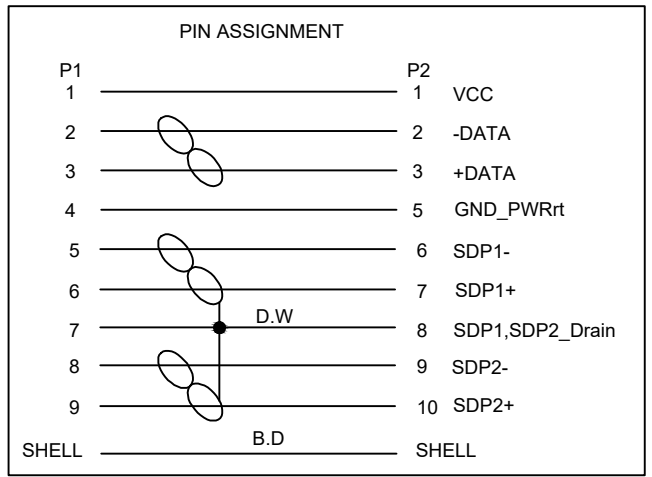 PIN ASSIGNMENT
P1 P2
1 1 VCC
2 2 -DATA
3 3 +DATA
4 5 GND_PWRrt
5 6 SDP1-
6 7 SDP1+
D.W
7 8 SDP1,SDP2_Drain
8 9 SDP2-
9 10 SDP2+
B.D
SHELL SHELL